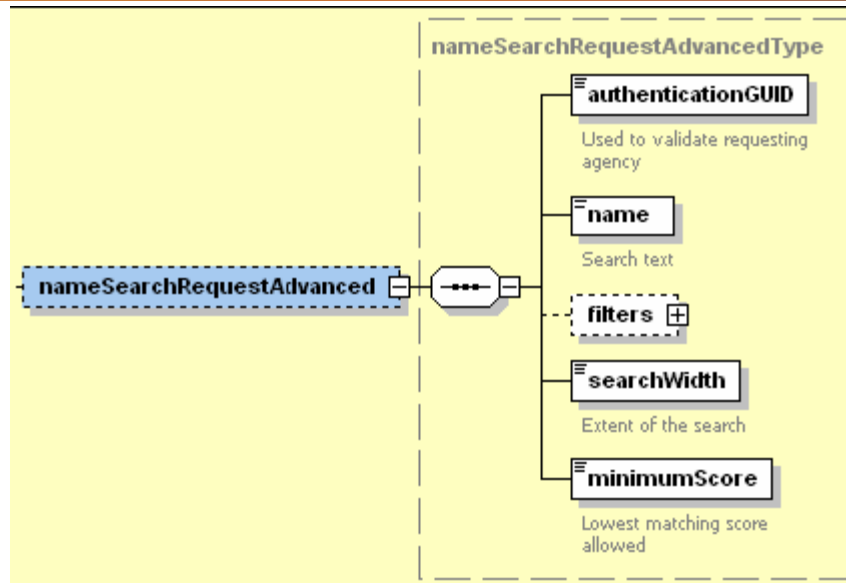 nameSearchRequestAdvancedType
authenticationGUID
Used to validate requesting
agency
name
Search text
nameSearchRequestAdvanced
filters
searchWidth
Extent of the search
minimumScore
Lowest matching score
allowed